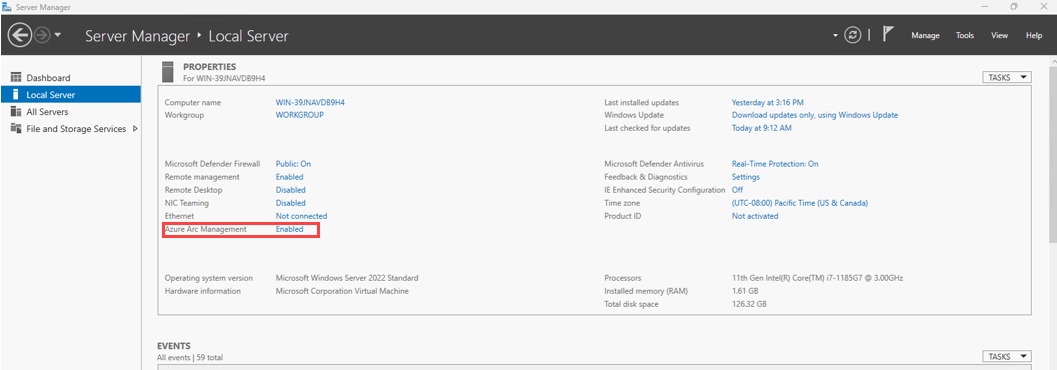 Server Manager
Server Manager ‣ Local Server
Manage Tools View Help
Dashboard
Local Server
All Servers
File and Storage Services
PROPERTIES
For WIN-39JNAVDB9H4
TASKS
Computer name WIN-39JNAVDB9H4
Workgroup WORKGROUP
Last installed updates Yesterday at 3:16 PM
Windows Update Download updates only, using Windows Update
Last checked for updates Today at 9:12 AM
Microsoft Defender Firewall Public: On
Remote management Enabled
Remote Desktop Disabled
NIC Teaming Disabled
Ethernet Not connected
Azure Arc Management Enabled
Microsoft Defender Antivirus Real-Time Protection: On
Feedback & Diagnostics Settings
IE Enhanced Security Configuration Off
Time zone (UTC-08:00) Pacific Time (US & Canada)
Product ID Not activated
Operating system version Microsoft Windows Server 2022 Standard
Hardware information Microsoft Corporation Virtual Machine
Processors 11th Gen Intel(R) Core(TM) i7-1185G7 @ 3.00GHz
Installed memory (RAM) 1.61 GB
Total disk space 126.32 GB
EVENTS
All events | 59 total
TASKS